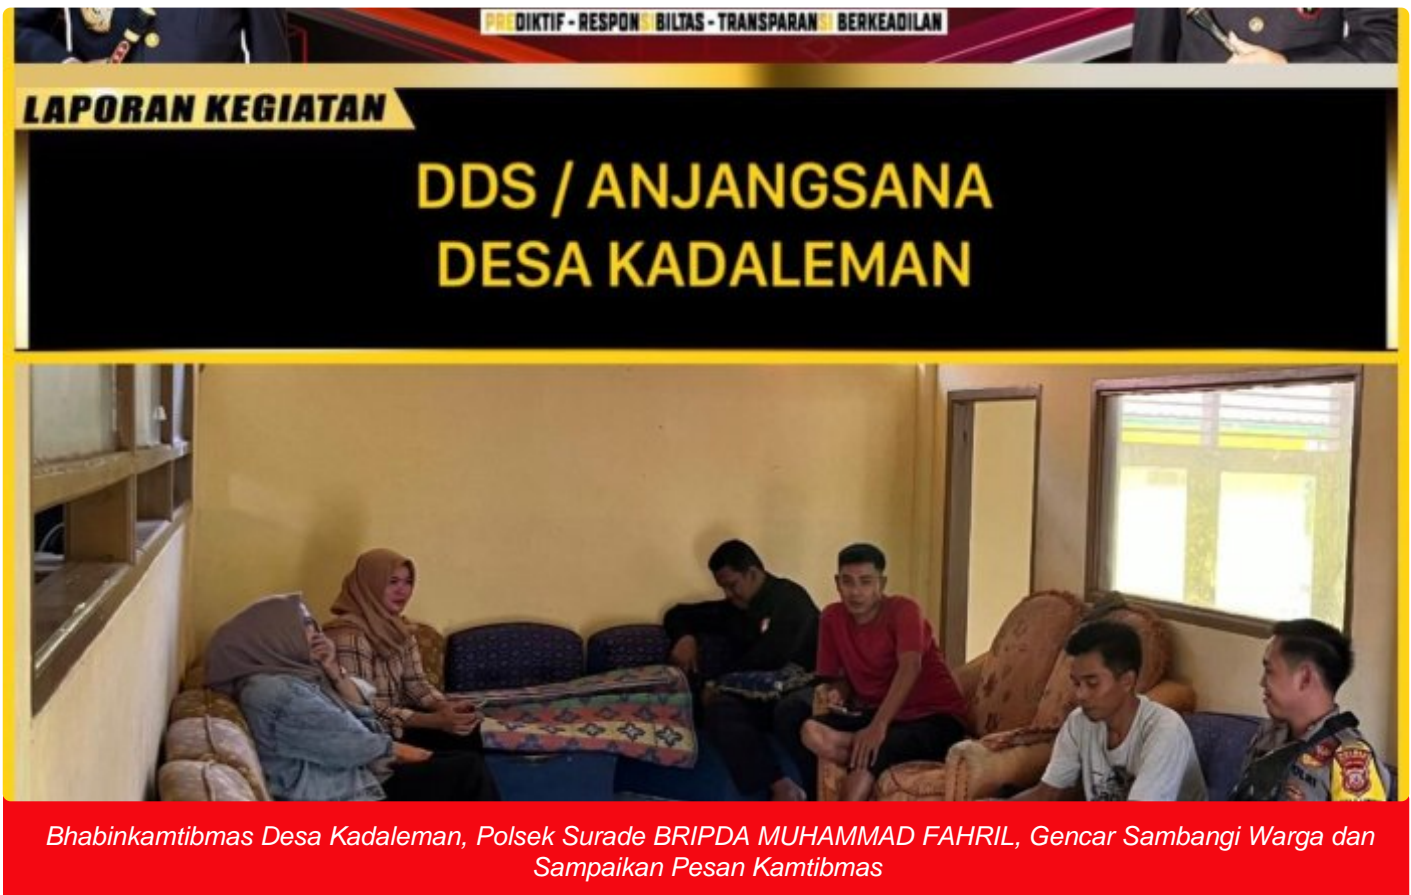 PREDIKTIF - RESPONSIBILTAS - TRANSPARANSI BERKEADILAN
LAPORAN KEGIATAN
DDS / ANJANGSANA
DESA KADALEMAN
Bhabinkamtibmas Desa Kadaleman, Polsek Surade BRIPDA MUHAMMAD FAHRIL, Gencar Sambangi Warga dan
Sampaikan Pesan Kamtibmas